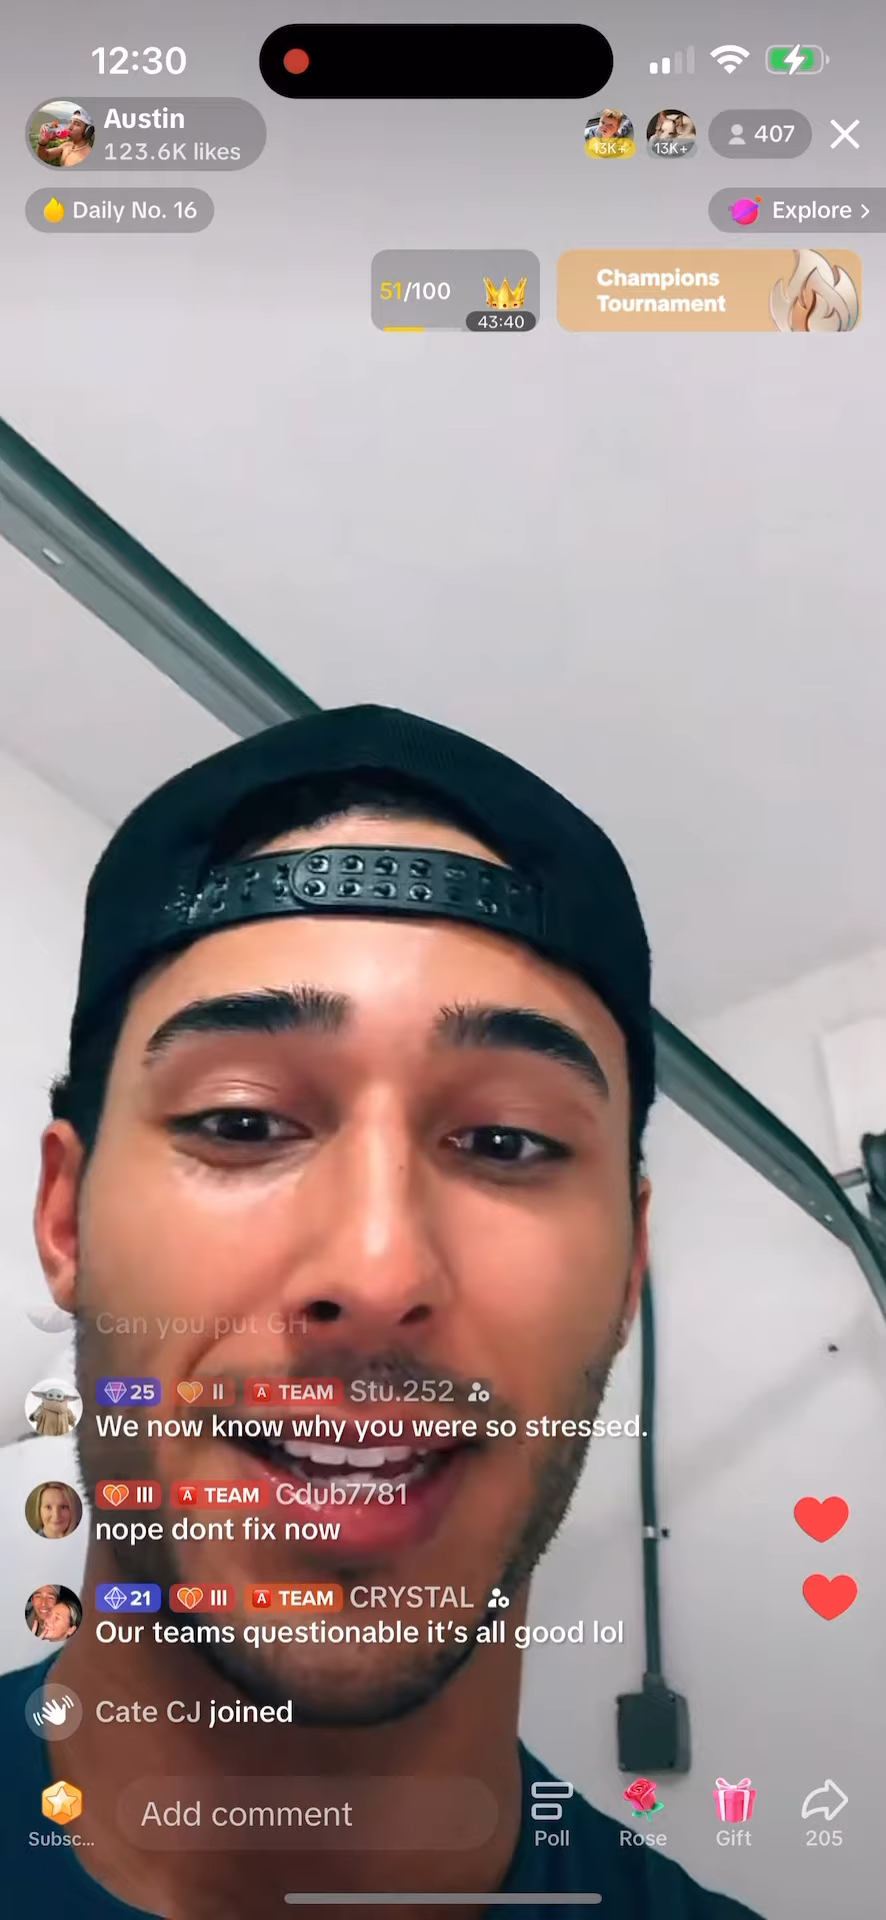 12:30
Austin
123.6K likes
13K+
13K+
407
Daily No. 16
Explore >
51/100
43:40
Champions
Tournament
Can you put GH
25 II A TEAM Stu.252
We now know why you were so stressed.
III A TEAM Cdub7781
nope dont fix now
21 III A TEAM CRYSTAL
Our teams questionable it’s all good lol
Cate CJ joined
Subsc...
Add comment
Poll
Rose
Gift
205